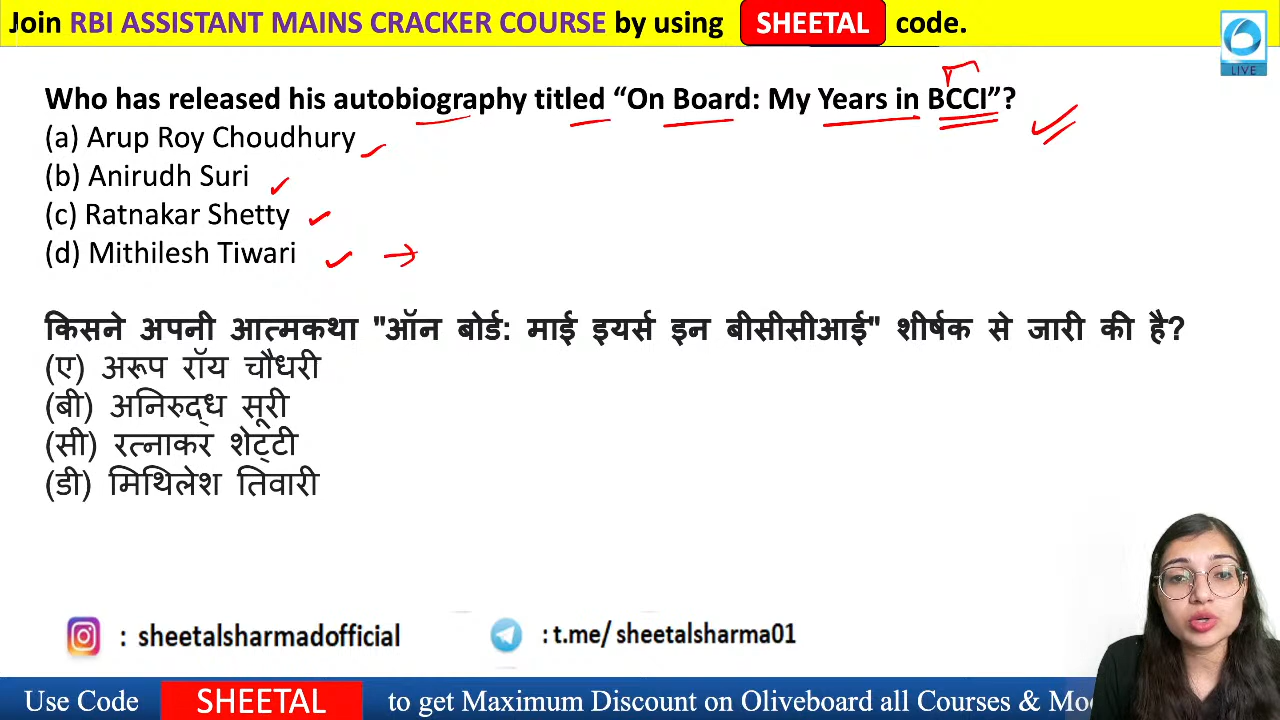 Join RBI ASSISTANT MAINS CRACKER COURSE by using SHEETAL code.
LIVE
Who has released his autobiography titled “On Board: My Years in BCCI”?
(a) Arup Roy Choudhury
(b) Anirudh Suri
(c) Ratnakar Shetty
(d) Mithilesh Tiwari
किसने अपनी आत्मकथा "ऑन बोर्ड: माई इयर्स इन बीसीसीआई" शीर्षक से जारी की है?
(ए) अरूप रॉय चौधरी
(बी) अनिरुद्ध सूरी
(सी) रत्नाकर शेट्टी
(डी) मिथिलेश तिवारी
: sheetalsharmadofficial
: t.me/ sheetalsharma01
Use Code SHEETAL to get Maximum Discount on Oliveboard all Courses &